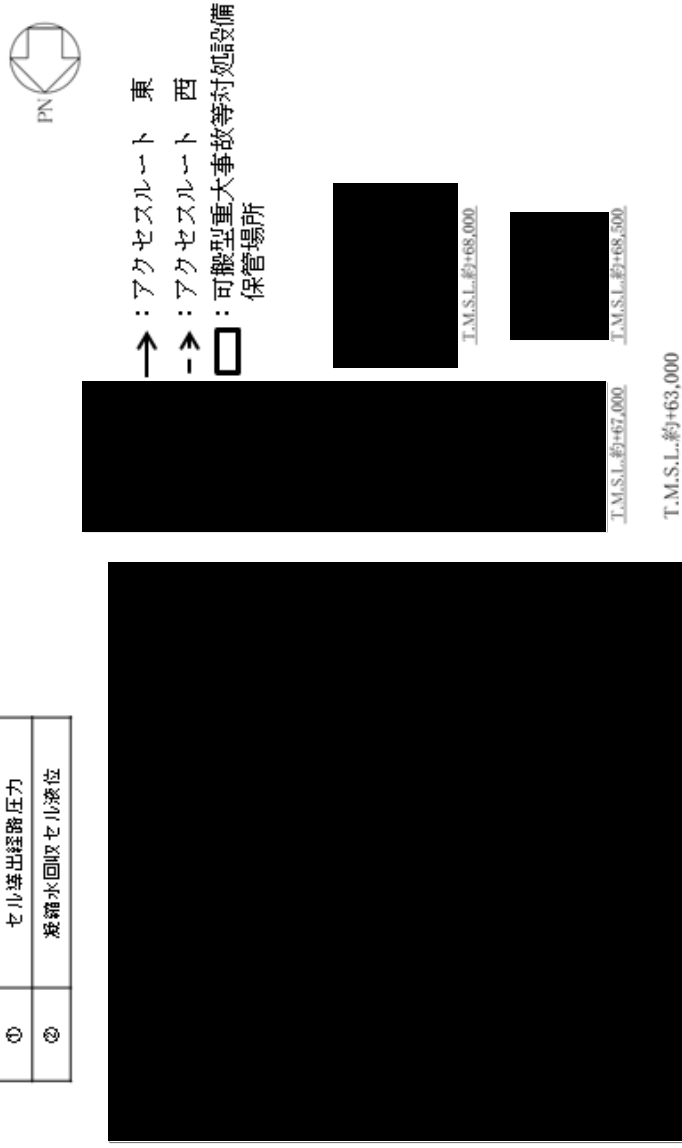 ① セル導出経路圧力
② 凝縮水回収セル液位
PN
：アクセスルート 東
：アクセスルート 西
：可搬型重大事故等対処設備
保管場所
T.M.S.L.約+68,000
T.M.S.L.約+67,000
T.M.S.L.約+68,500
T.M.S.L.約+63,000